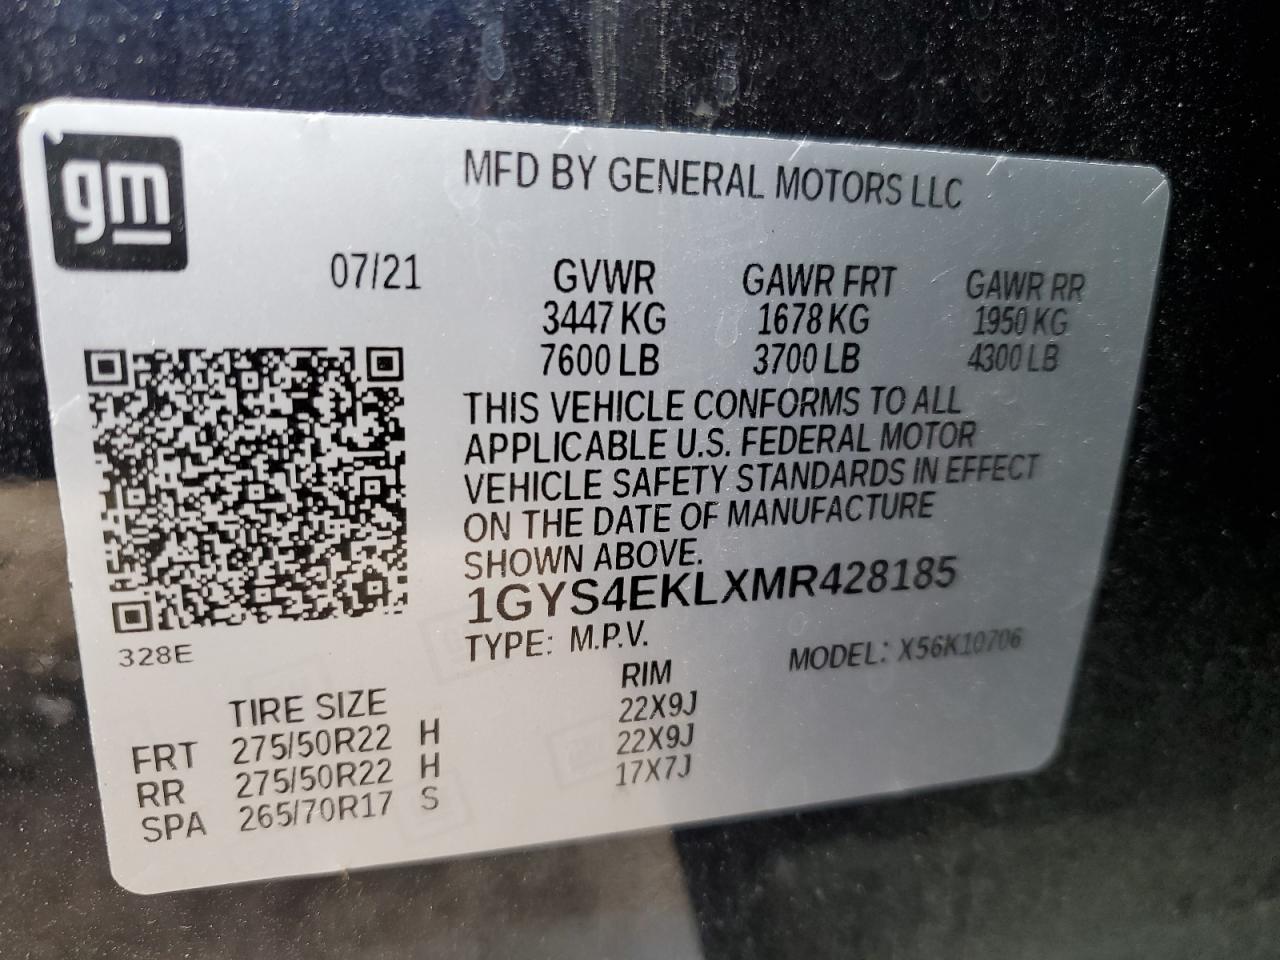 gm
MFD BY GENERAL MOTORS LLC
07/21 GVWR GAWR FRT GAWR RR
3447 KG 1678 KG 1950 KG
7600 LB 3700 LB 4300 LB
THIS VEHICLE CONFORMS TO ALL
APPLICABLE U.S. FEDERAL MOTOR
VEHICLE SAFETY STANDARDS IN EFFECT
ON THE DATE OF MANUFACTURE
SHOWN ABOVE.
1GYS4EKLXMR428185
328E
TYPE: M.P.V. MODEL: X56K10706
TIRE SIZE RIM
FRT 275/50R22 H 22X9J
RR 275/50R22 H 22X9J
SPA 265/70R17 S 17X7J